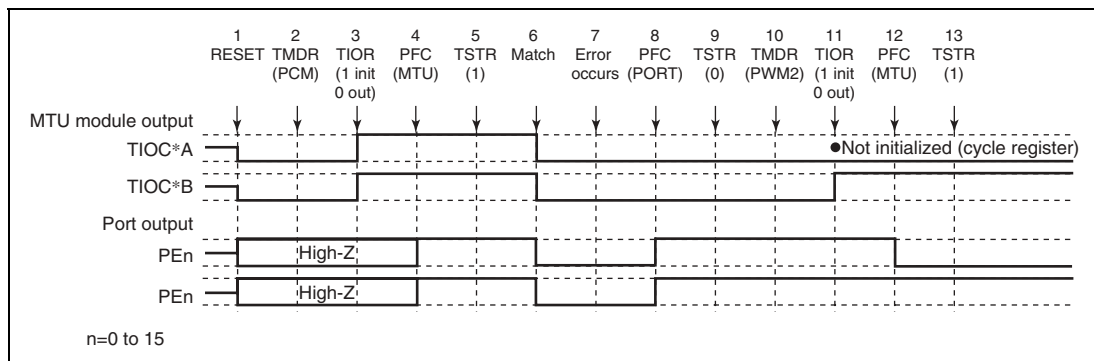 1 2 3 4 5 6 7 8 9 10 11 12 13
RESET TMDR TIOR PFC TSTR Match Error PFC TSTR TMDR TIOR PFC TSTR
(PCM) (1 init (MTU) (1) occurs (PORT) (0) (PWM2) (1 init (MTU) (1)
0 out) 0 out)
MTU module output
TIOC*A
●Not initialized (cycle register)
TIOC*B
Port output
PEn
High-Z
PEn
High-Z
n=0 to 15